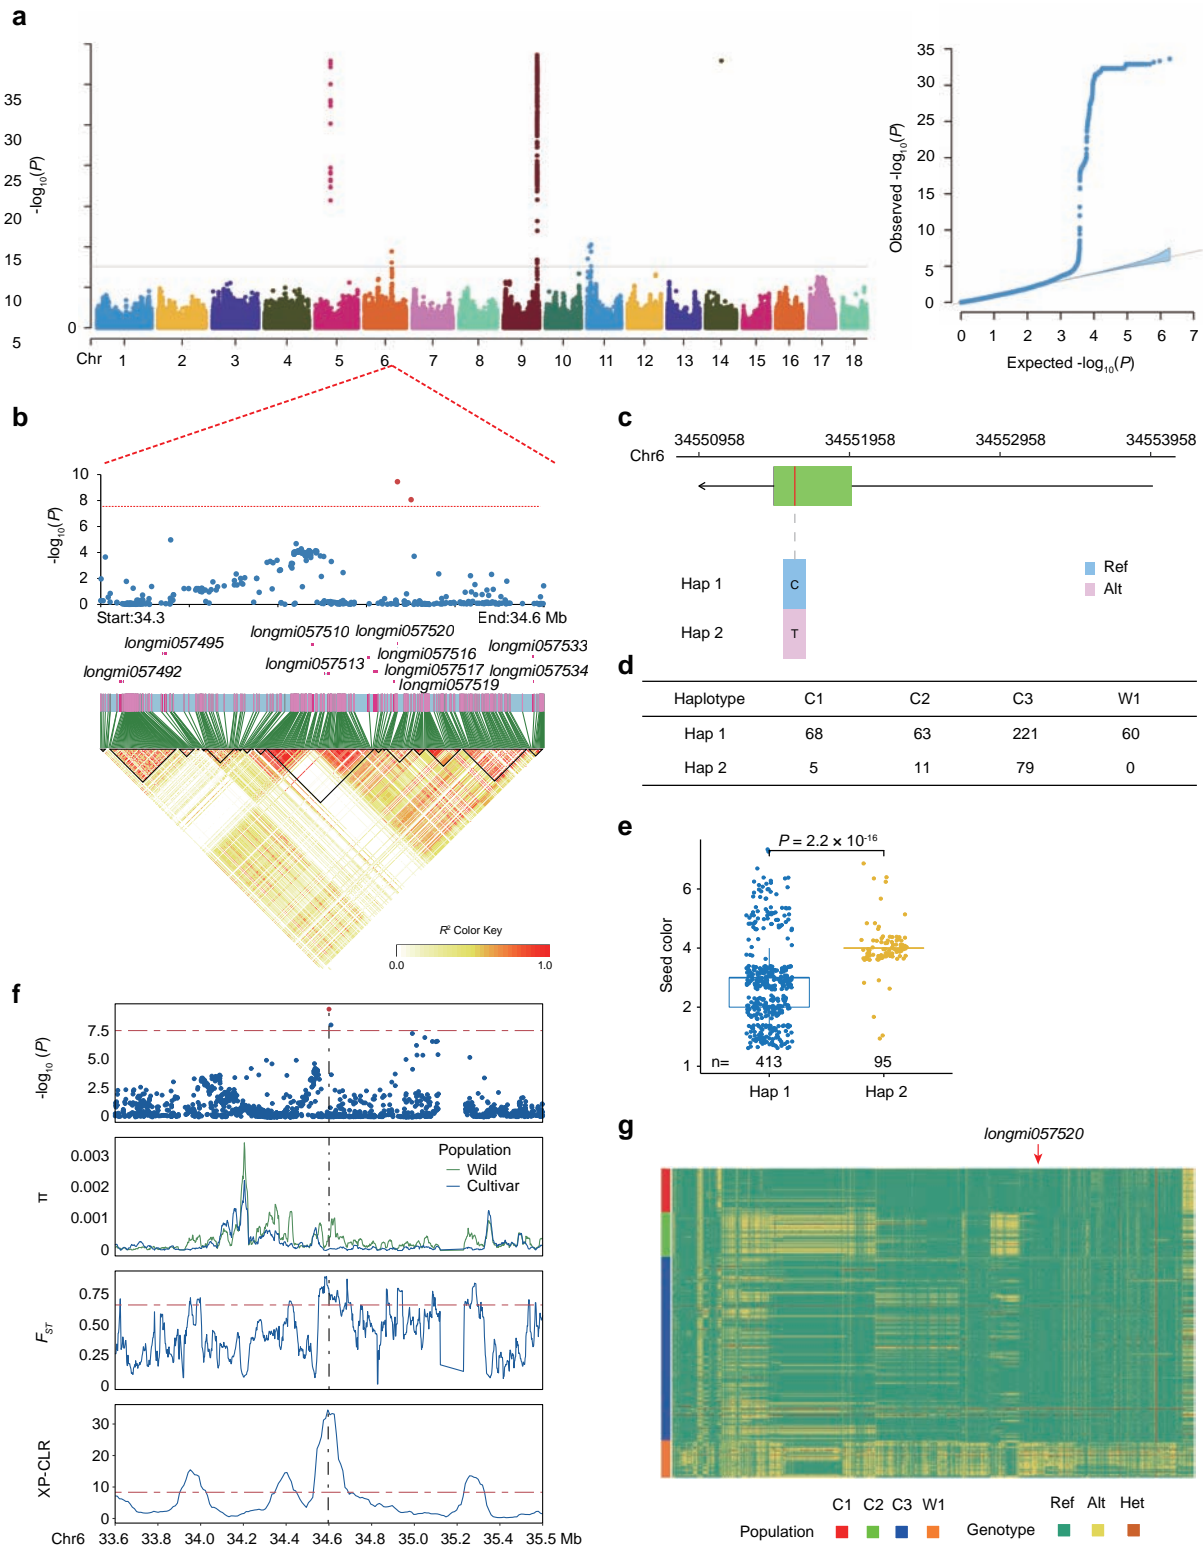 a
35
30
25
20
15
10
0
5
-log10(P)
Chr 1 2 3 4 5 6 7 8 9 10 11 12 13 14 15 16 17 18
35
30
25
20
15
10
5
0
Observed -log10(P)
0 1 2 3 4 5 6 7
Expected -log10(P)
b
10
8
6
4
2
0
-log10(P)
Start:34.3 End:34.6 Mb
longmi057510 longmi057520
longmi057495 longmi057516 longmi057533
longmi057513 longmi057517 longmi057534
longmi057492 longmi057519
R² Color Key
0.0 1.0
c
34550958 34551958 34552958 34553958
Chr6
Hap 1 C
Hap 2 T
Ref
Alt
d
Haplotype C1 C2 C3 W1
Hap 1 68 63 221 60
Hap 2 5 11 79 0
e
P = 2.2 × 10⁻¹⁶
6
4
2
1
Seed color
n= 413 95
Hap 1 Hap 2
f
7.5
5.0
2.5
0
-log10 (P)
Population
Wild
Cultivar
0.003
0.002
0.001
0
π
0.75
0.50
0.25
0
FST
30
20
10
0
XP-CLR
Chr6 33.6 33.8 34.0 34.2 34.4 34.6 34.8 35.0 35.2 35.5 Mb
g
longmi057520
C1 C2 C3 W1 Ref Alt Het
Population Genotype